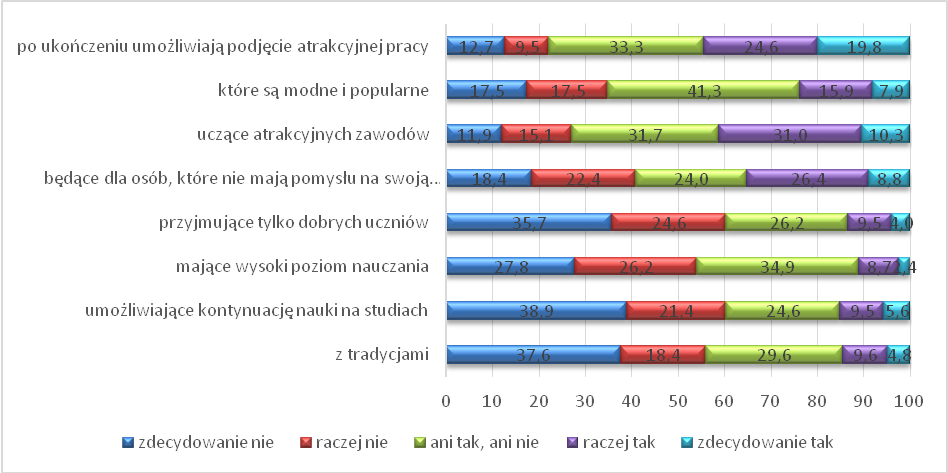 po ukończeniu umożliwiają podjęcie atrakcyjnej pracy 12,7 9,5 33,3 24,6 19,8
które są modne i popularne 17,5 17,5 41,3 15,9 7,9
uczące atrakcyjnych zawodów 11,9 15,1 31,7 31,0 10,3
będące dla osób, które nie mają pomysłu na swoją... 18,4 22,4 24,0 26,4 8,8
przyjmujące tylko dobrych uczniów 35,7 24,6 26,2 9,5 4,0
mające wysoki poziom nauczania 27,8 26,2 34,9 8,7 2,4
umożliwiające kontynuację nauki na studiach 38,9 21,4 24,6 9,5 5,6
z tradycjami 37,6 18,4 29,6 9,6 4,8
0 10 20 30 40 50 60 70 80 90 100
zdecydowanie nie raczej nie ani tak, ani nie raczej tak zdecydowanie tak